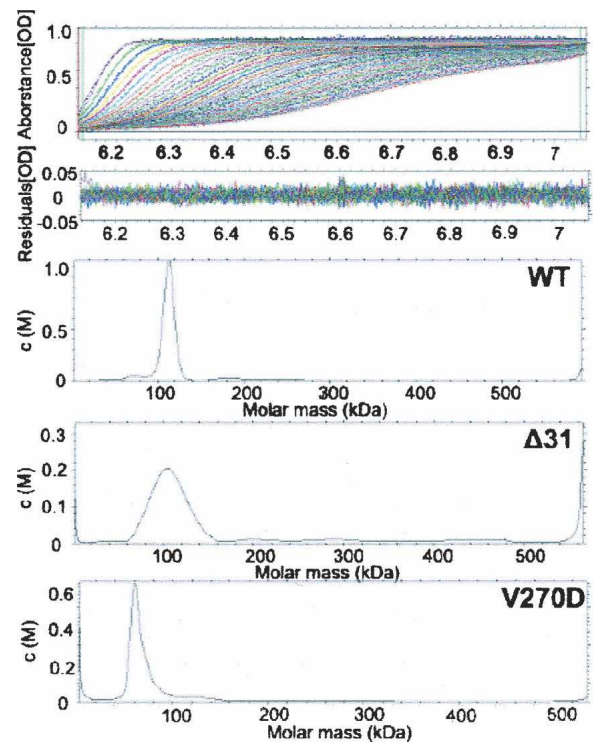 Aborstance[OD]
1.0
0.5
0
6.2 6.3 6.4 6.5 6.6 6.7 6.8 6.9 7
Residuals[OD]
0.05
0
-0.05
6.2 6.3 6.4 6.5 6.6 6.7 6.8 6.9 7
WT
c (M)
1.0
0.5
0
100 200 300 400 500
Molar mass (kDa)
Δ31
c (M)
0.3
0.2
0.1
0
100 200 300 400 500
Molar mass (kDa)
V270D
c (M)
0.6
0.4
0.2
0
100 200 300 400 500
Molar mass (kDa)